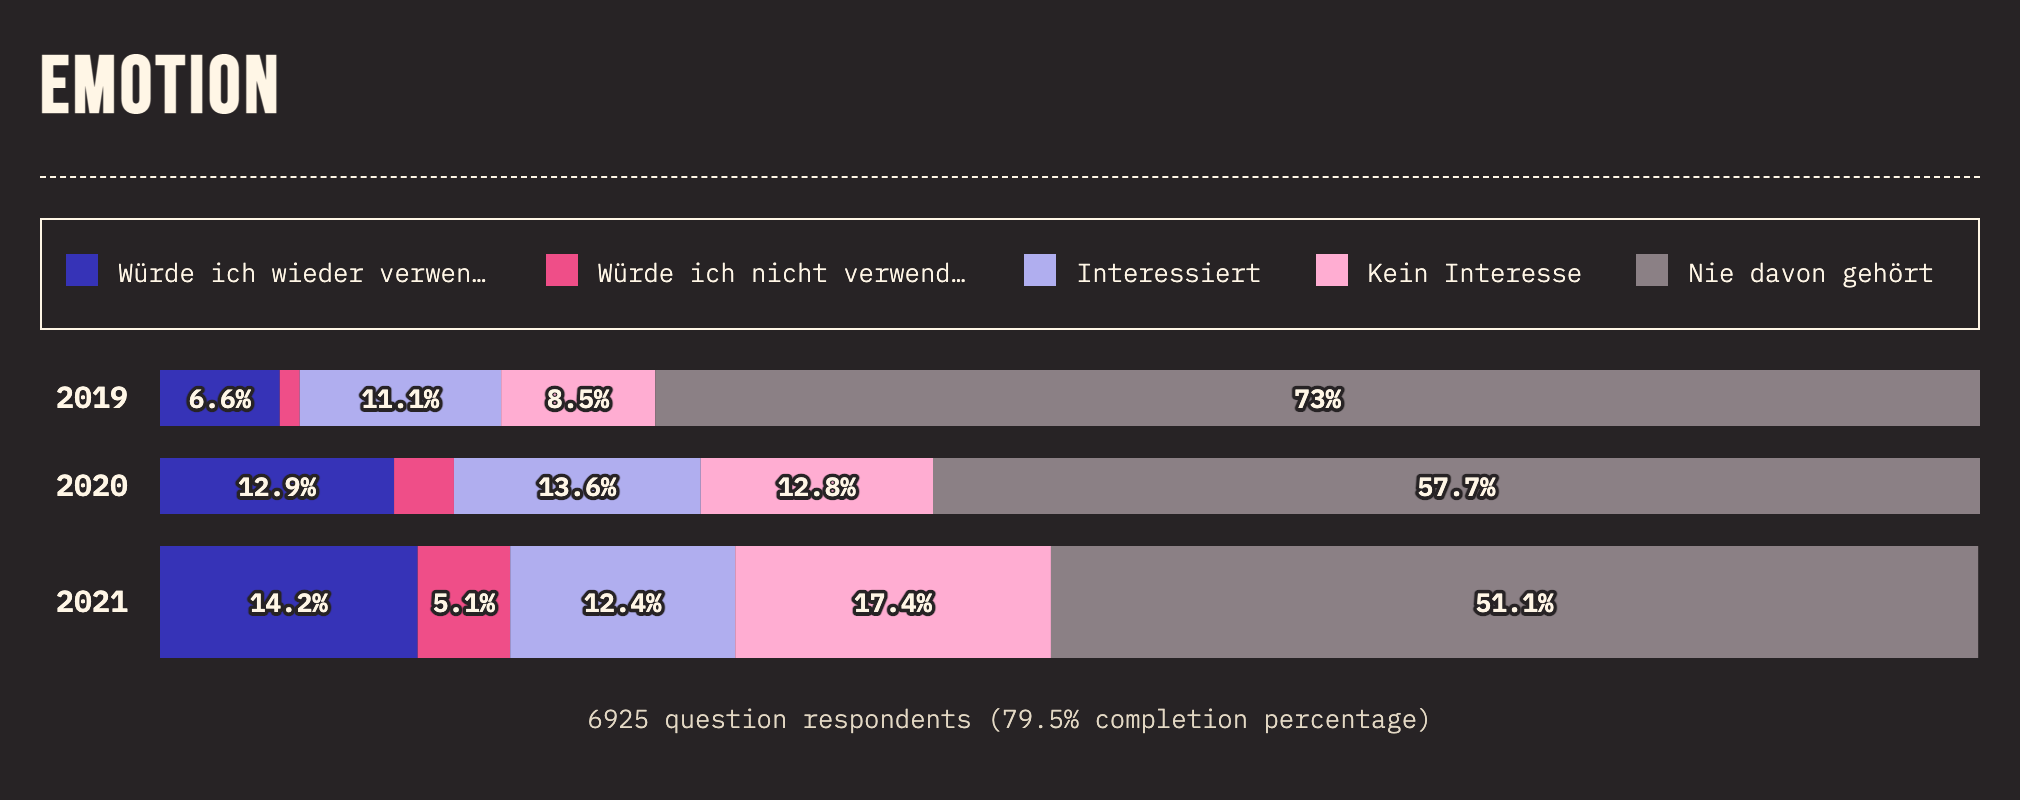 EMOTION
Würde ich wieder verwen… Würde ich nicht verwend… Interessiert Kein Interesse Nie davon gehört
2019 6.6% 11.1% 8.5% 73%
2020 12.9% 13.6% 12.8% 57.7%
2021 14.2% 5.1% 12.4% 17.4% 51.1%
6925 question respondents (79.5% completion percentage)